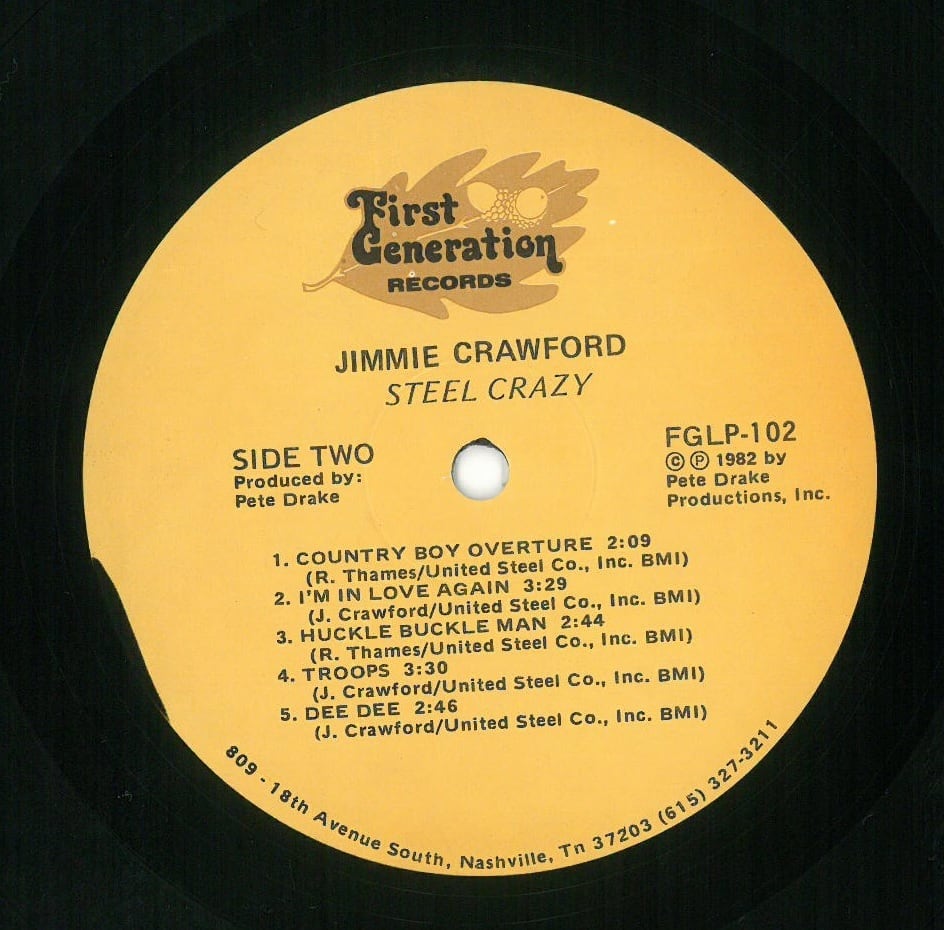 First
Generation
RECORDS
JIMMIE CRAWFORD
STEEL CRAZY
SIDE TWO
Produced by:
Pete Drake
FGLP-102
© ℗ 1982 by
Pete Drake
Productions, Inc.
1. COUNTRY BOY OVERTURE 2:09
(R. Thames/United Steel Co., Inc. BMI)
2. I'M IN LOVE AGAIN 3:29
(J. Crawford/United Steel Co., Inc. BMI)
3. HUCKLE BUCKLE MAN 2:44
(R. Thames/United Steel Co., Inc. BMI)
4. TROOPS 3:30
(J. Crawford/United Steel Co., Inc. BMI)
5. DEE DEE 2:46
(J. Crawford/United Steel Co., Inc. BMI)
809 - 18th Avenue South, Nashville, Tn 37203 (615) 327-3211